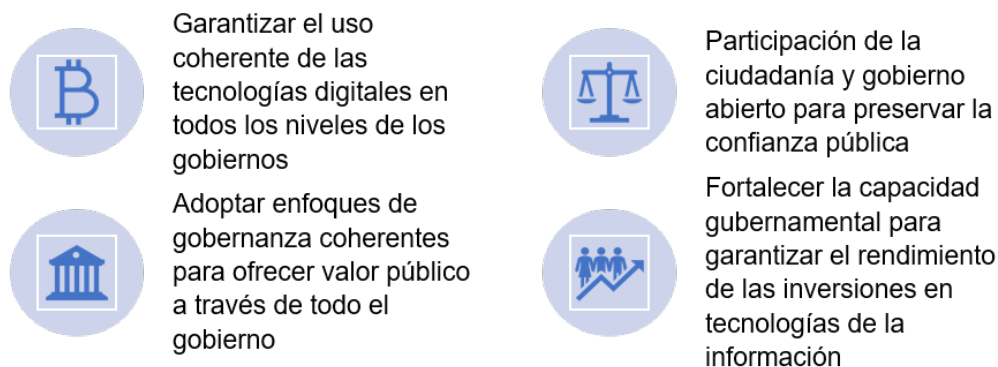 Garantizar el uso
coherente de las
tecnologías digitales en
todos los niveles de los
gobiernos
Participación de la
ciudadanía y gobierno
abierto para preservar la
confianza pública
Adoptar enfoques de
gobernanza coherentes
para ofrecer valor público
a través de todo el
gobierno
Fortalecer la capacidad
gubernamental para
garantizar el rendimiento
de las inversiones en
tecnologías de la
información